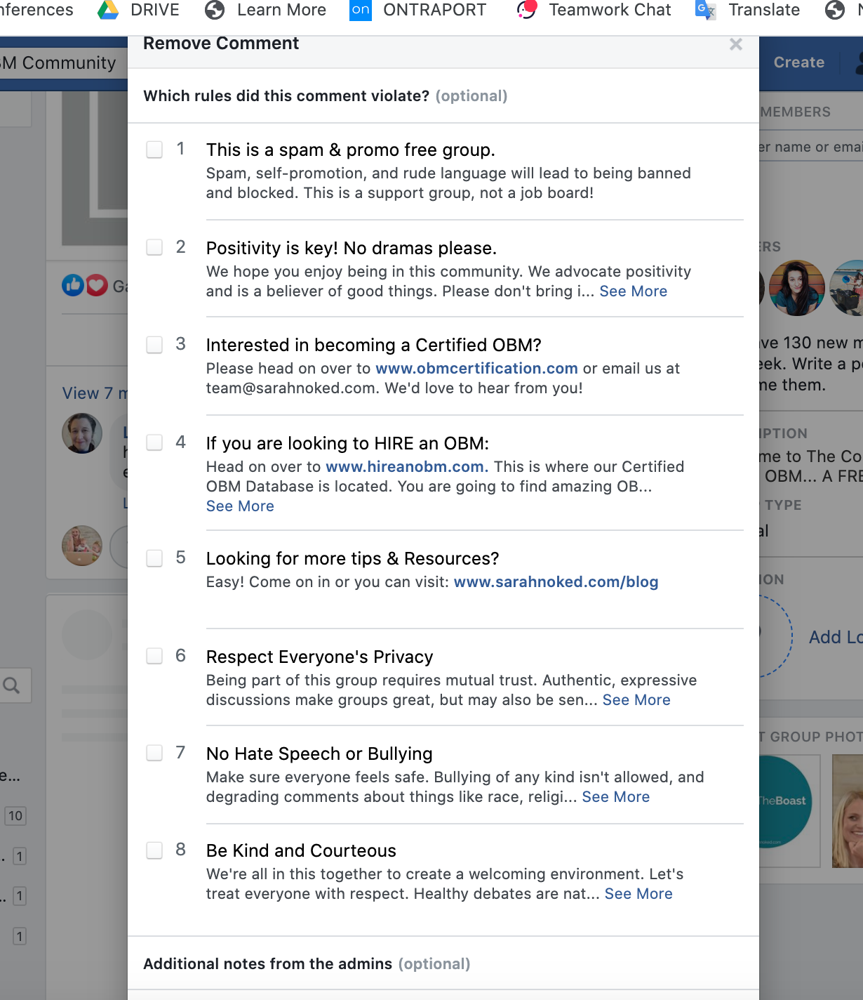 nferences
DRIVE
Learn More
on
ONTRAPORT
Teamwork Chat
Translate
Remove Comment
BM Community
Create
Which rules did this comment violate? (optional)
MEMBERS
er name or emai
1 This is a spam & promo free group.
Spam, self-promotion, and rude language will lead to being banned
and blocked. This is a support group, not a job board!
2 Positivity is key! No dramas please.
We hope you enjoy being in this community. We advocate positivity
and is a believer of good things. Please don't bring i... See More
ERS
Ga
3 Interested in becoming a Certified OBM?
Please head on over to www.obmcertification.com or email us at
team@sarahnoked.com. We'd love to hear from you!
ve 130 new m
eek. Write a po
me them.
View 7 m
4 If you are looking to HIRE an OBM:
Head on over to www.hireanobm.com. This is where our Certified
OBM Database is located. You are going to find amazing OB...
See More
IPTION
me to The Co
OBM... A FRE
TYPE
al
5 Looking for more tips & Resources?
Easy! Come on in or you can visit: www.sarahnoked.com/blog
ION
Add Lo
6 Respect Everyone's Privacy
Being part of this group requires mutual trust. Authentic, expressive
discussions make groups great, but may also be sen... See More
T GROUP PHOT
7 No Hate Speech or Bullying
Make sure everyone feels safe. Bullying of any kind isn't allowed, and
degrading comments about things like race, religi... See More
TheBoast
noked.com
e...
10
1
1
1
8 Be Kind and Courteous
We're all in this together to create a welcoming environment. Let's
treat everyone with respect. Healthy debates are nat... See More
Additional notes from the admins (optional)